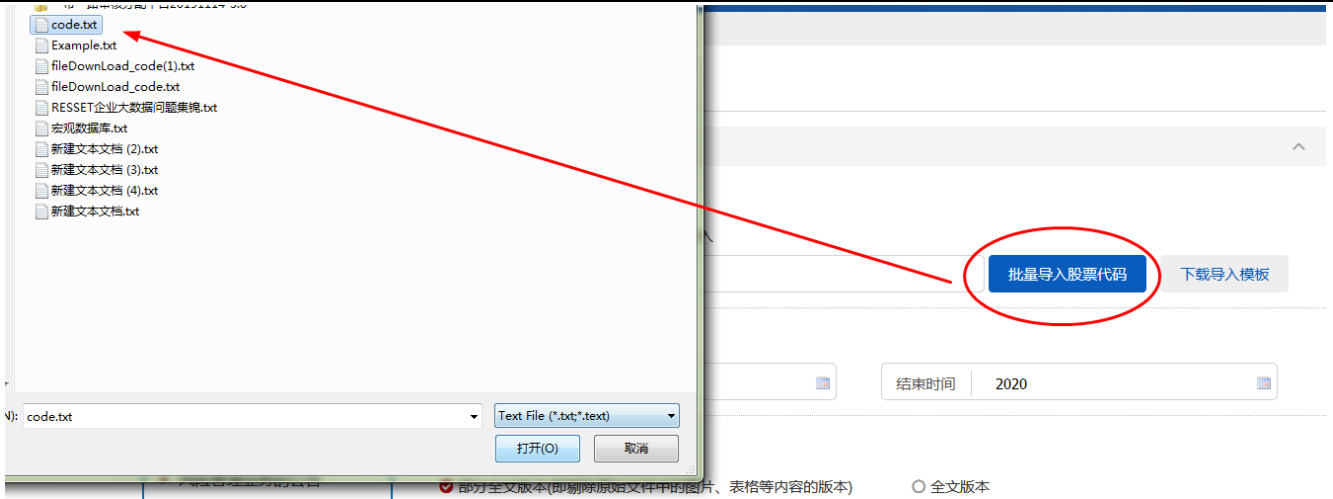 code.txt
Example.txt
fileDownLoad_code(1).txt
fileDownLoad_code.txt
RESSET企业大数据问题集锦.txt
宏观数据库.txt
新建文本文档 (2).txt
新建文本文档 (3).txt
新建文本文档 (4).txt
新建文本文档.txt
入
批量导入股票代码
下载导入模板
结束时间 2020
N): code.txt
Text File (*.txt;*.text)
打开(O)
取消
部分全文版本(即剔除原始文件中的图片、表格等内容的版本)
全文版本